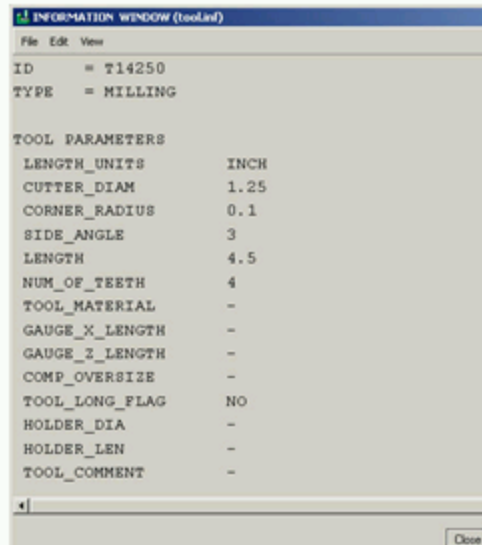 INFORMATION WINDOW (tool.inf)
File Edit View
ID = T14250
TYPE = MILLING
TOOL PARAMETERS
LENGTH_UNITS INCH
CUTTER_DIAM 1.25
CORNER_RADIUS 0.1
SIDE_ANGLE 3
LENGTH 4.5
NUM_OF_TEETH 4
TOOL_MATERIAL -
GAUGE_X_LENGTH -
GAUGE_Z_LENGTH -
COMP_OVERSIZE -
TOOL_LONG_FLAG NO
HOLDER_DIA -
HOLDER_LEN -
TOOL_COMMENT -
Close